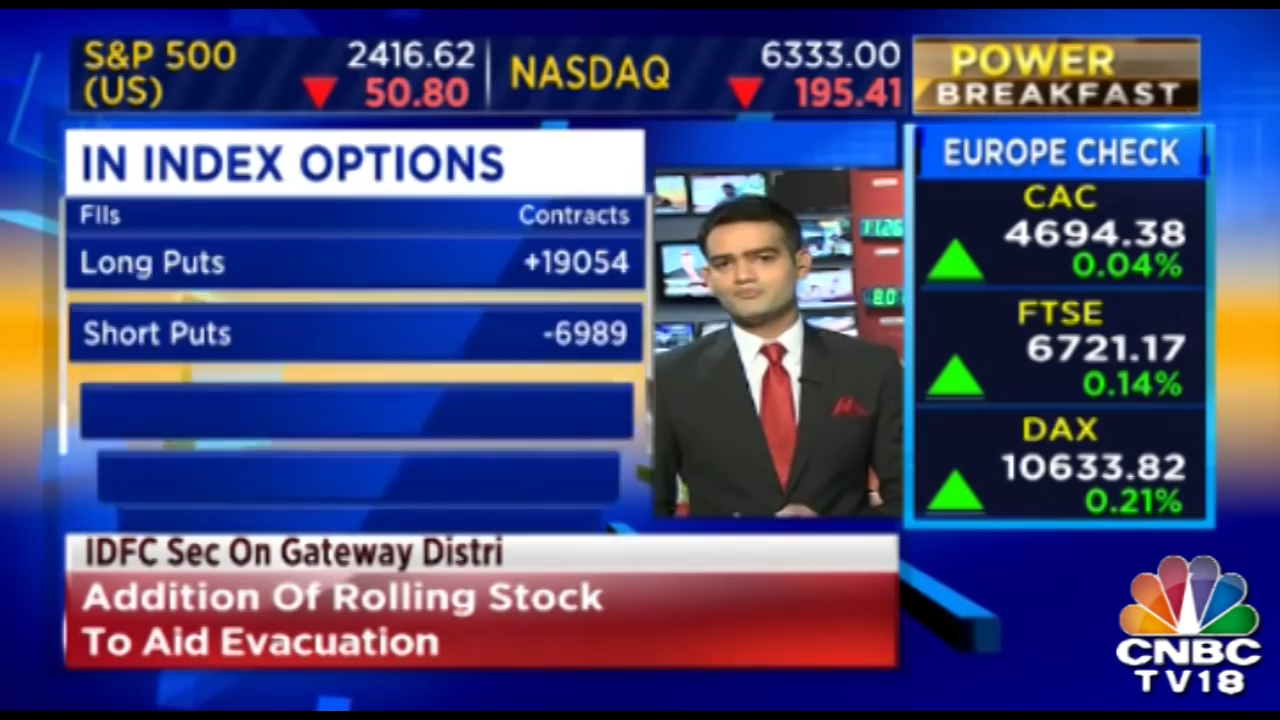 S&P 500
(US)
2416.62
50.80
NASDAQ
6333.00
195.41
POWER
BREAKFAST
IN INDEX OPTIONS
FIIs Contracts
Long Puts +19054
Short Puts -6989
EUROPE CHECK
CAC
4694.38
0.04%
FTSE
6721.17
0.14%
DAX
10633.82
0.21%
IDFC Sec On Gateway Distri
Addition Of Rolling Stock
To Aid Evacuation
CNBC
TV18